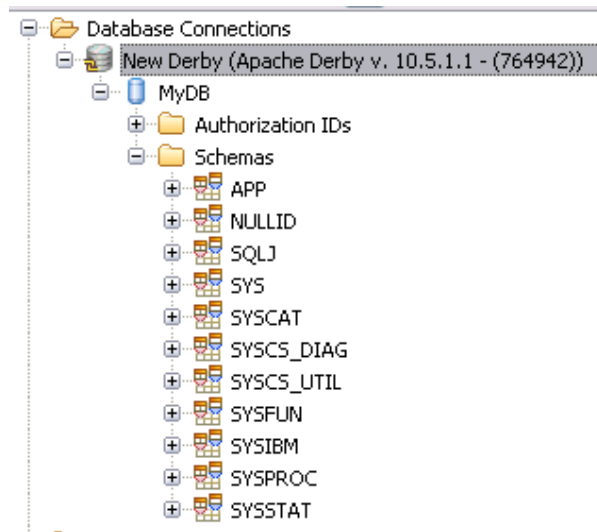 Database Connections
New Derby (Apache Derby v. 10.5.1.1 - (764942))
MyDB
Authorization IDs
Schemas
APP
NULLID
SQLJ
SYS
SYSCAT
SYSCS_DIAG
SYSCS_UTIL
SYSFUN
SYSIBM
SYSPROC
SYSSTAT